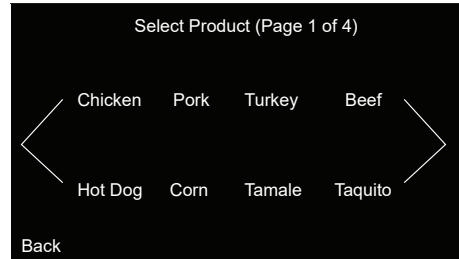 Select Product (Page 1 of 4)
Chicken Pork Turkey Beef
Hot Dog Corn Tamale Taquito
Back